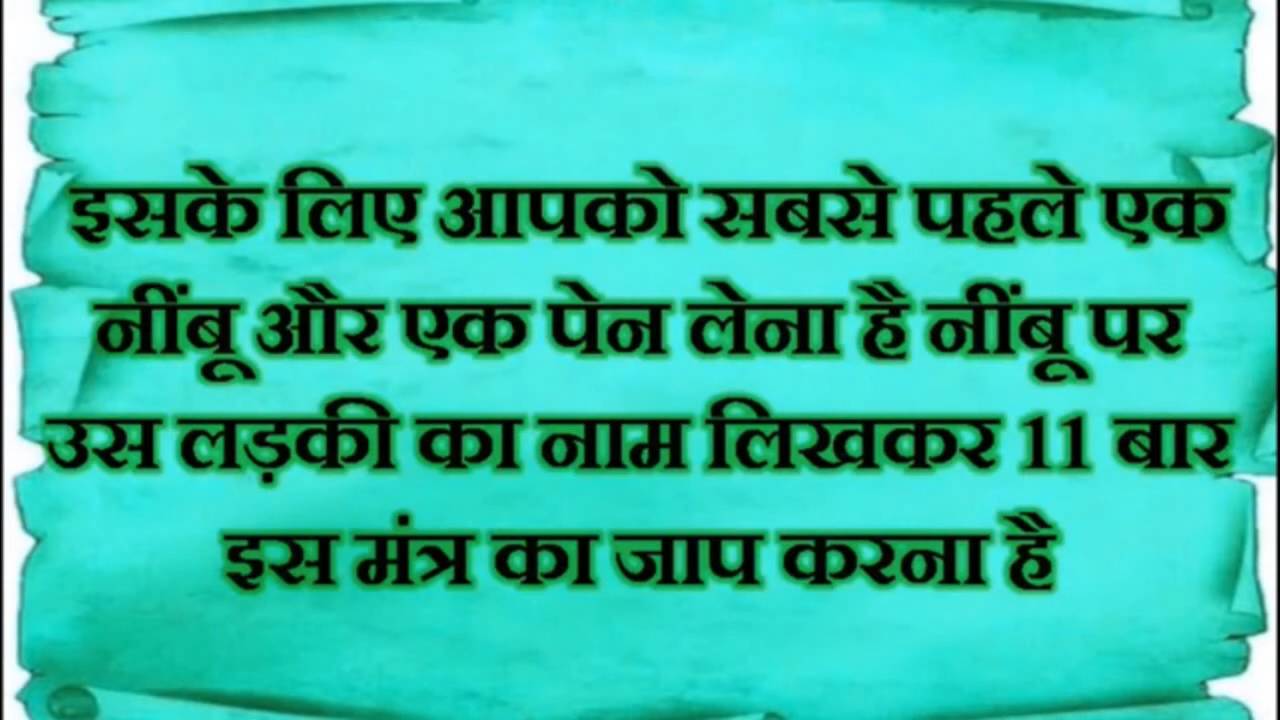 इसके लिए आपको सबसे पहले एक
नींबू और एक पेन लेना है नींबू पर
उस लड़की का नाम लिखकर 11 बार
इस मंत्र का जाप करना है